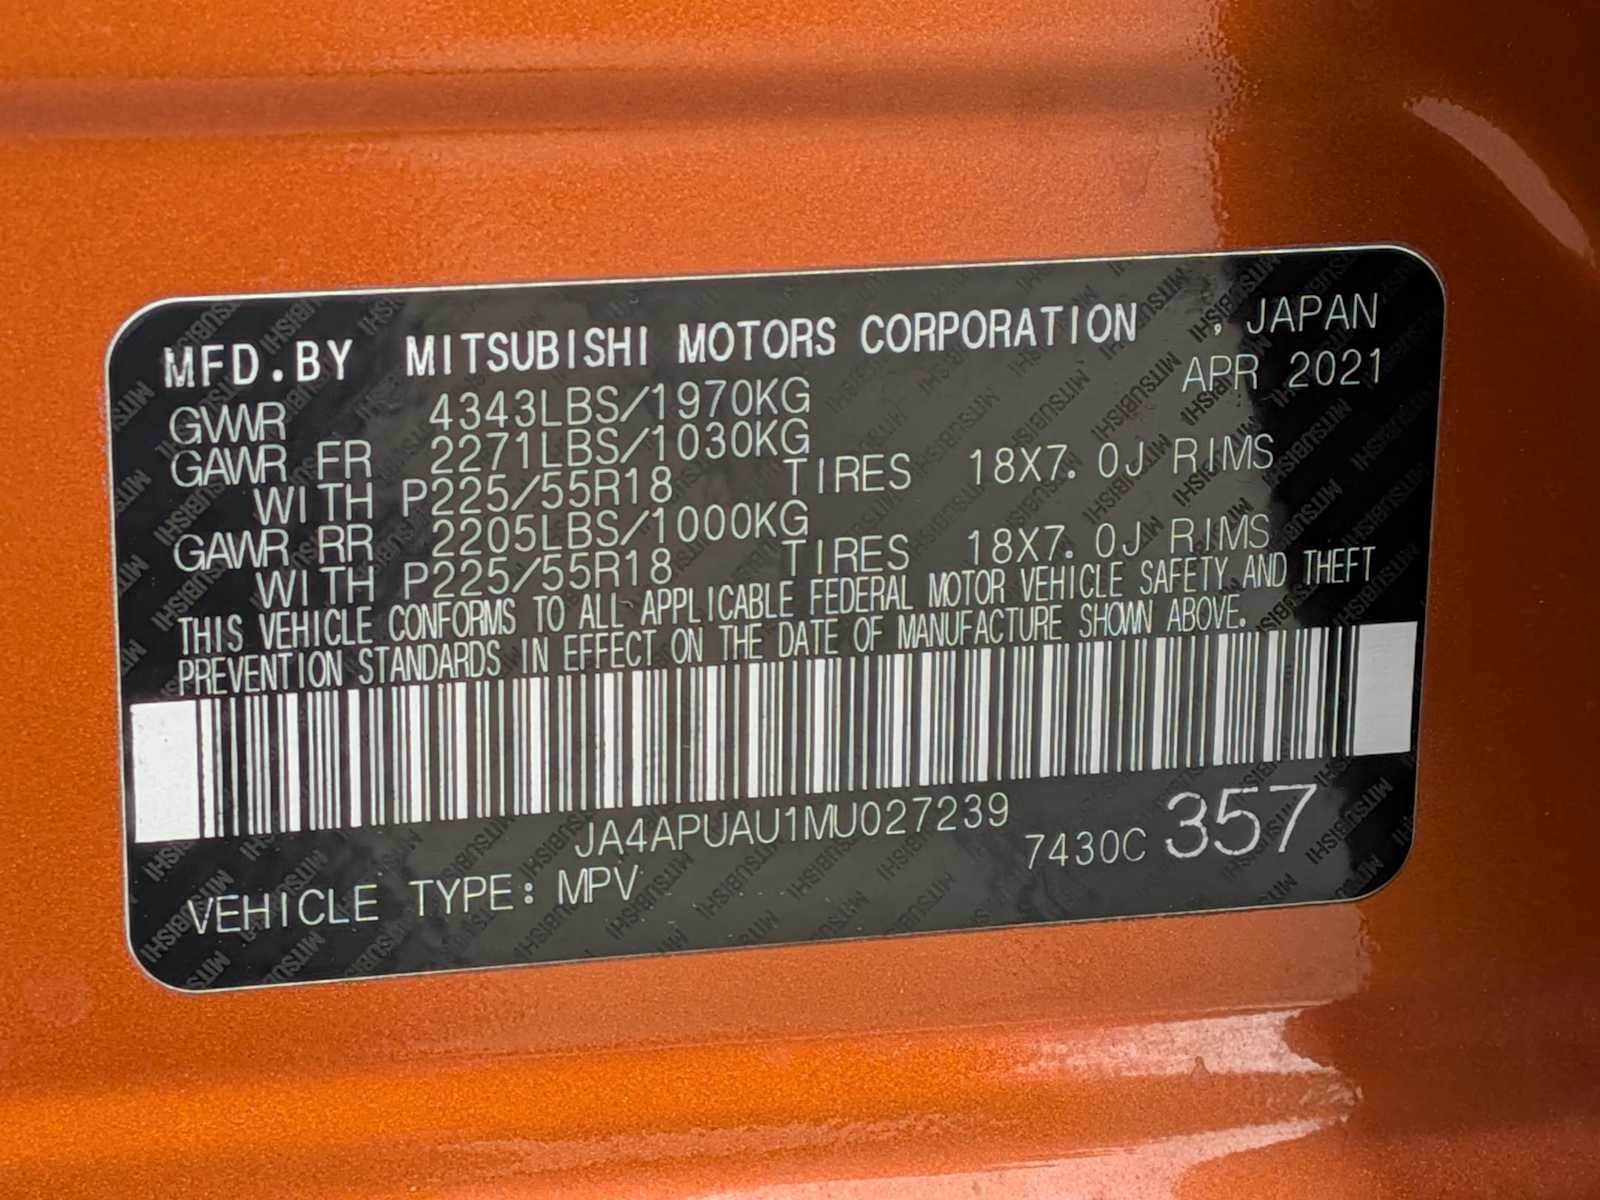 MFD.BY MITSUBISHI MOTORS CORPORATION , JAPAN
APR 2021
GVWR 4343LBS/1970KG
GAWR FR 2271LBS/1030KG
WITH P225/55R18 TIRES 18X7.0J RIMS
GAWR RR 2205LBS/1000KG
WITH P225/55R18 TIRES 18X7.0J RIMS
THIS VEHICLE CONFORMS TO ALL APPLICABLE FEDERAL MOTOR VEHICLE SAFETY AND THEFT
PREVENTION STANDARDS IN EFFECT ON THE DATE OF MANUFACTURE SHOWN ABOVE.
JA4APUAU1MU027239
7430C 357
VEHICLE TYPE: MPV